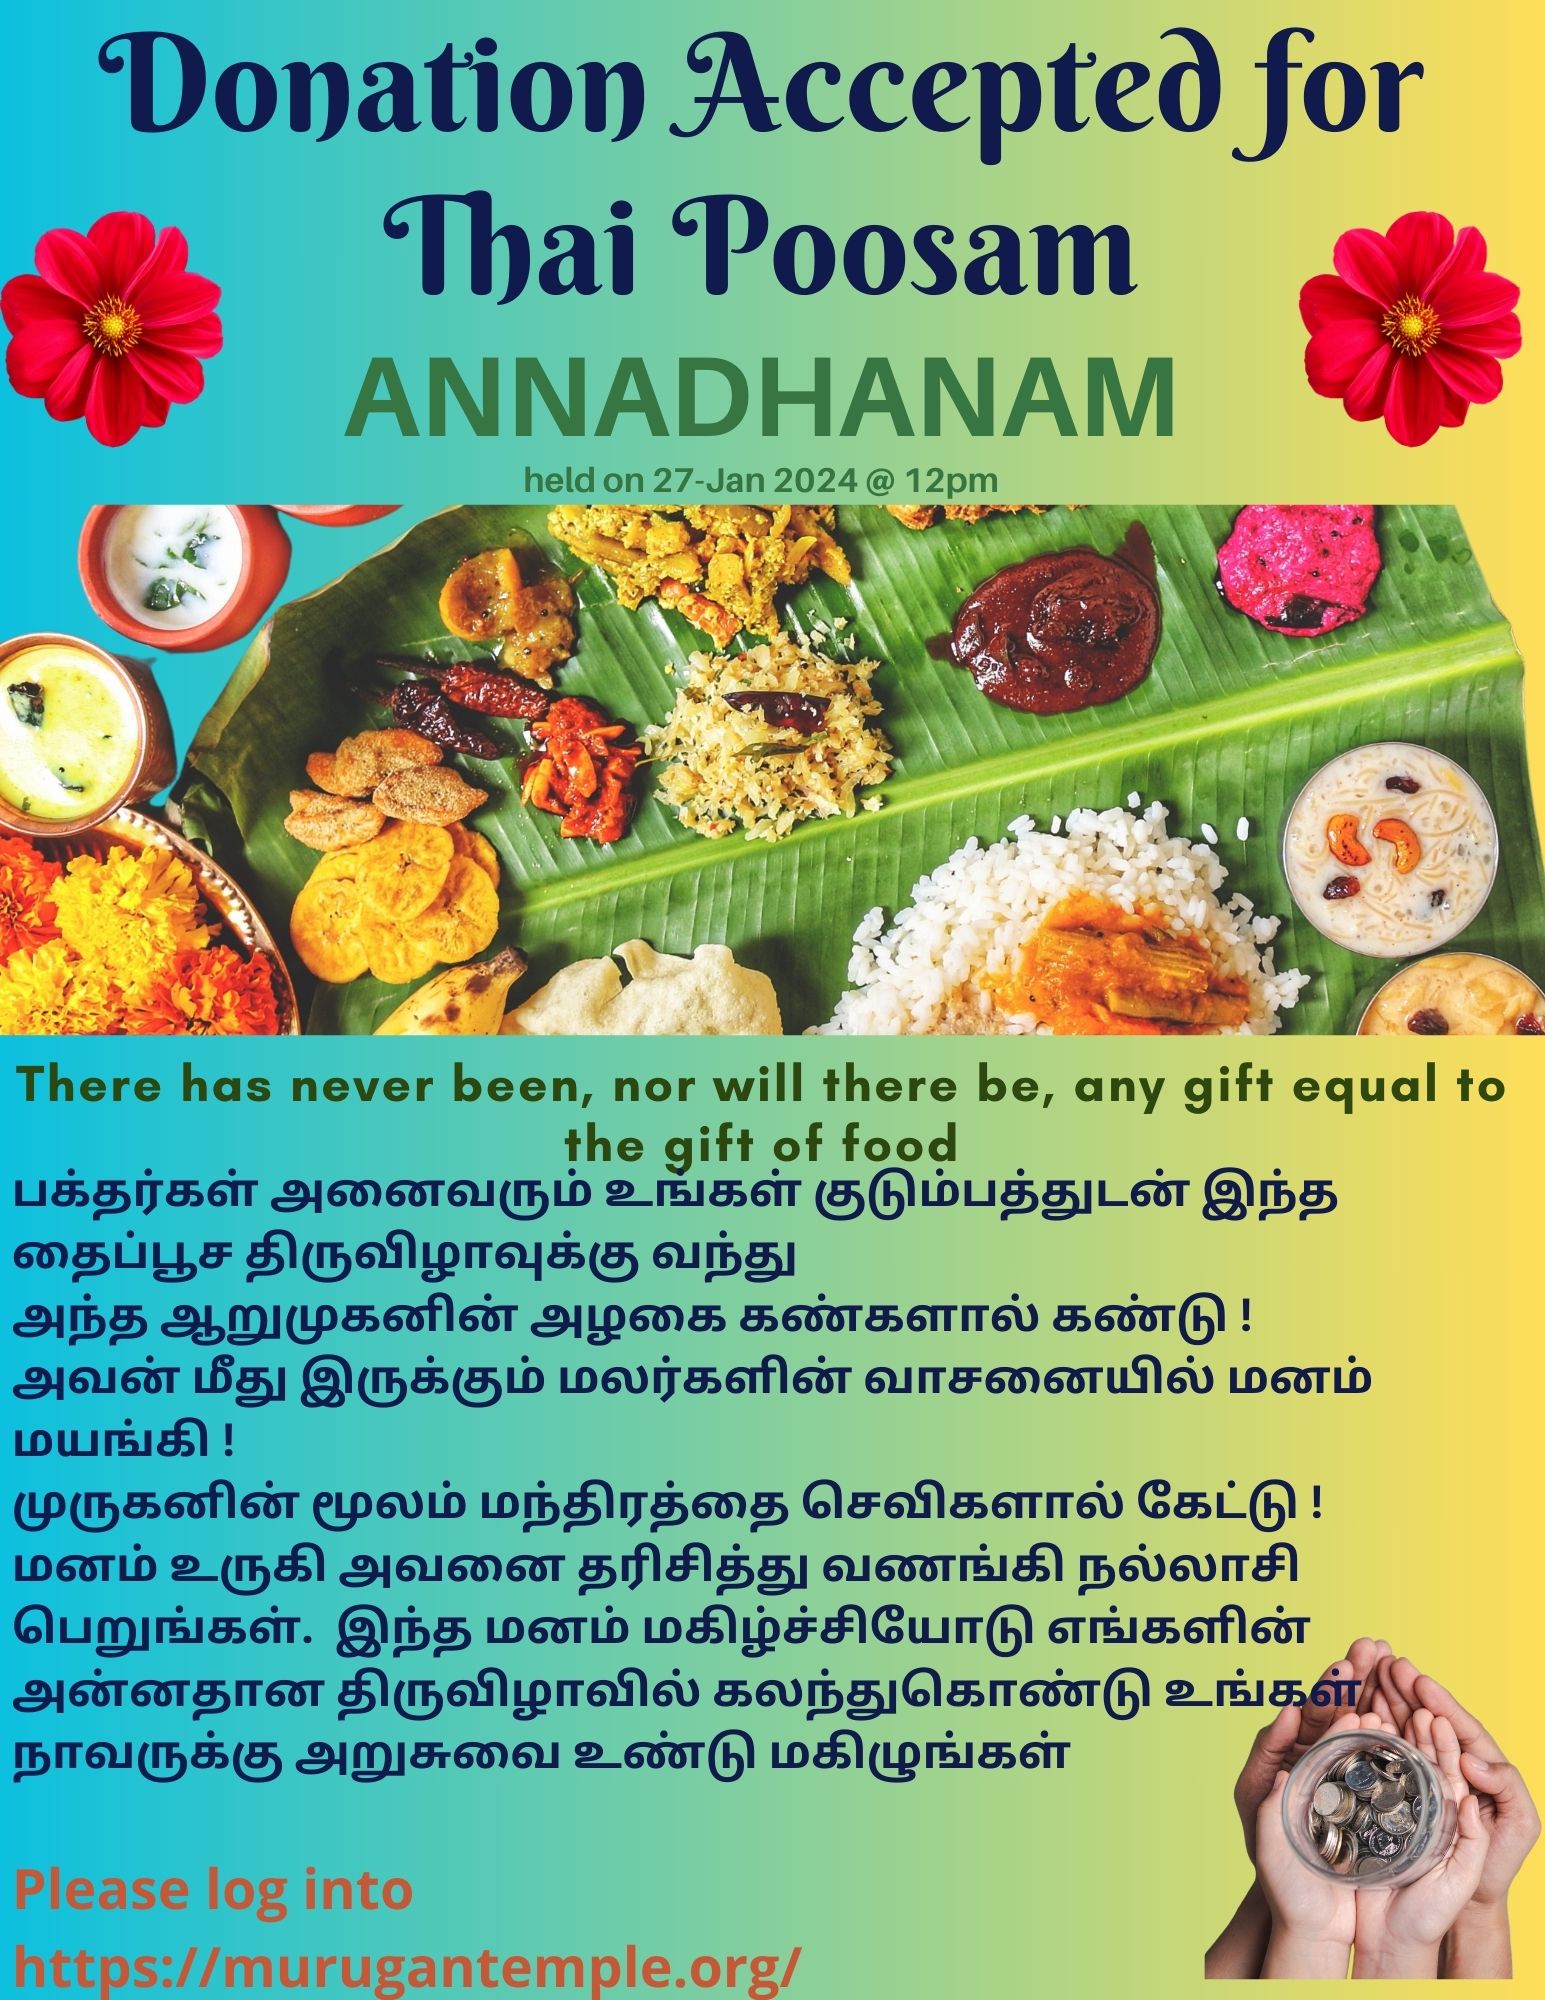 Donation Accepted for
Thai Poosam
ANNADHANAM
held on 27-Jan 2024 @ 12pm
There has never been, nor will there be, any gift equal to
the gift of food
பக்தர்கள் அனைவரும் உங்கள் குடும்பத்துடன் இந்த
தைப்பூச திருவிழாவுக்கு வந்து
அந்த ஆறுமுகனின் அழகை கண்களால் கண்டு !
அவன் மீது இருக்கும் மலர்களின் வாசனையில் மனம்
மயங்கி !
முருகனின் மூலம் மந்திரத்தை செவிகளால் கேட்டு !
மனம் உருகி அவனை தரிசித்து வணங்கி நல்லாசி
பெறுங்கள். இந்த மனம் மகிழ்ச்சியோடு எங்களின்
அன்னதான திருவிழாவில் கலந்துகொண்டு உங்கள்
நாவருக்கு அறுசுவை உண்டு மகிழுங்கள்
Please log into
https://murugantemple.org/